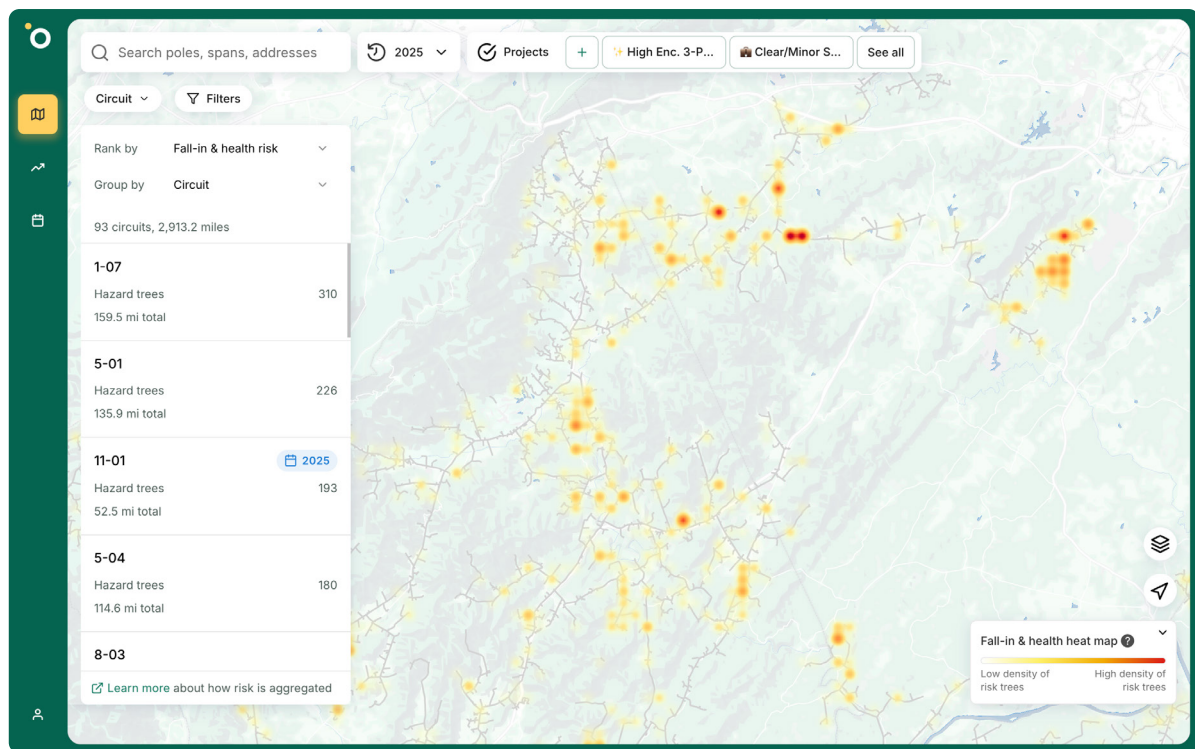 Search poles, spans, addresses
2025
Projects
+
✨ High Enc. 3-P...
💼 Clear/Minor S...
See all
Circuit
Filters
Rank by Fall-in & health risk
Group by Circuit
93 circuits, 2,913.2 miles
1-07
Hazard trees 310
159.5 mi total
5-01
Hazard trees 226
135.9 mi total
11-01 2025
Hazard trees 193
52.5 mi total
5-04
Hazard trees 180
114.6 mi total
8-03
Learn more about how risk is aggregated
Fall-in & health heat map ?
Low density of
risk trees
High density of
risk trees